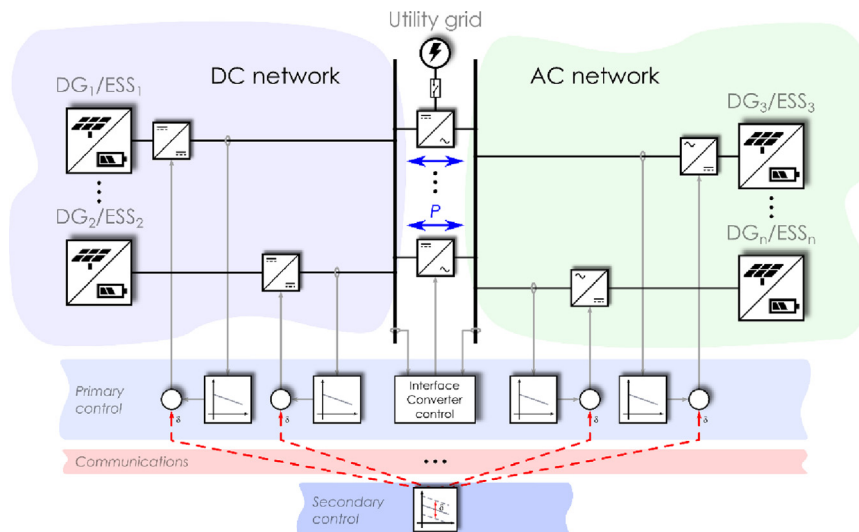 Utility grid
DC network
AC network
DG1/ESS1
DG3/ESS3
P
DG2/ESS2
DGn/ESSn
Primary
control
Interface
Converter
control
δ
δ
δ
δ
Communications
Secondary
control
δ